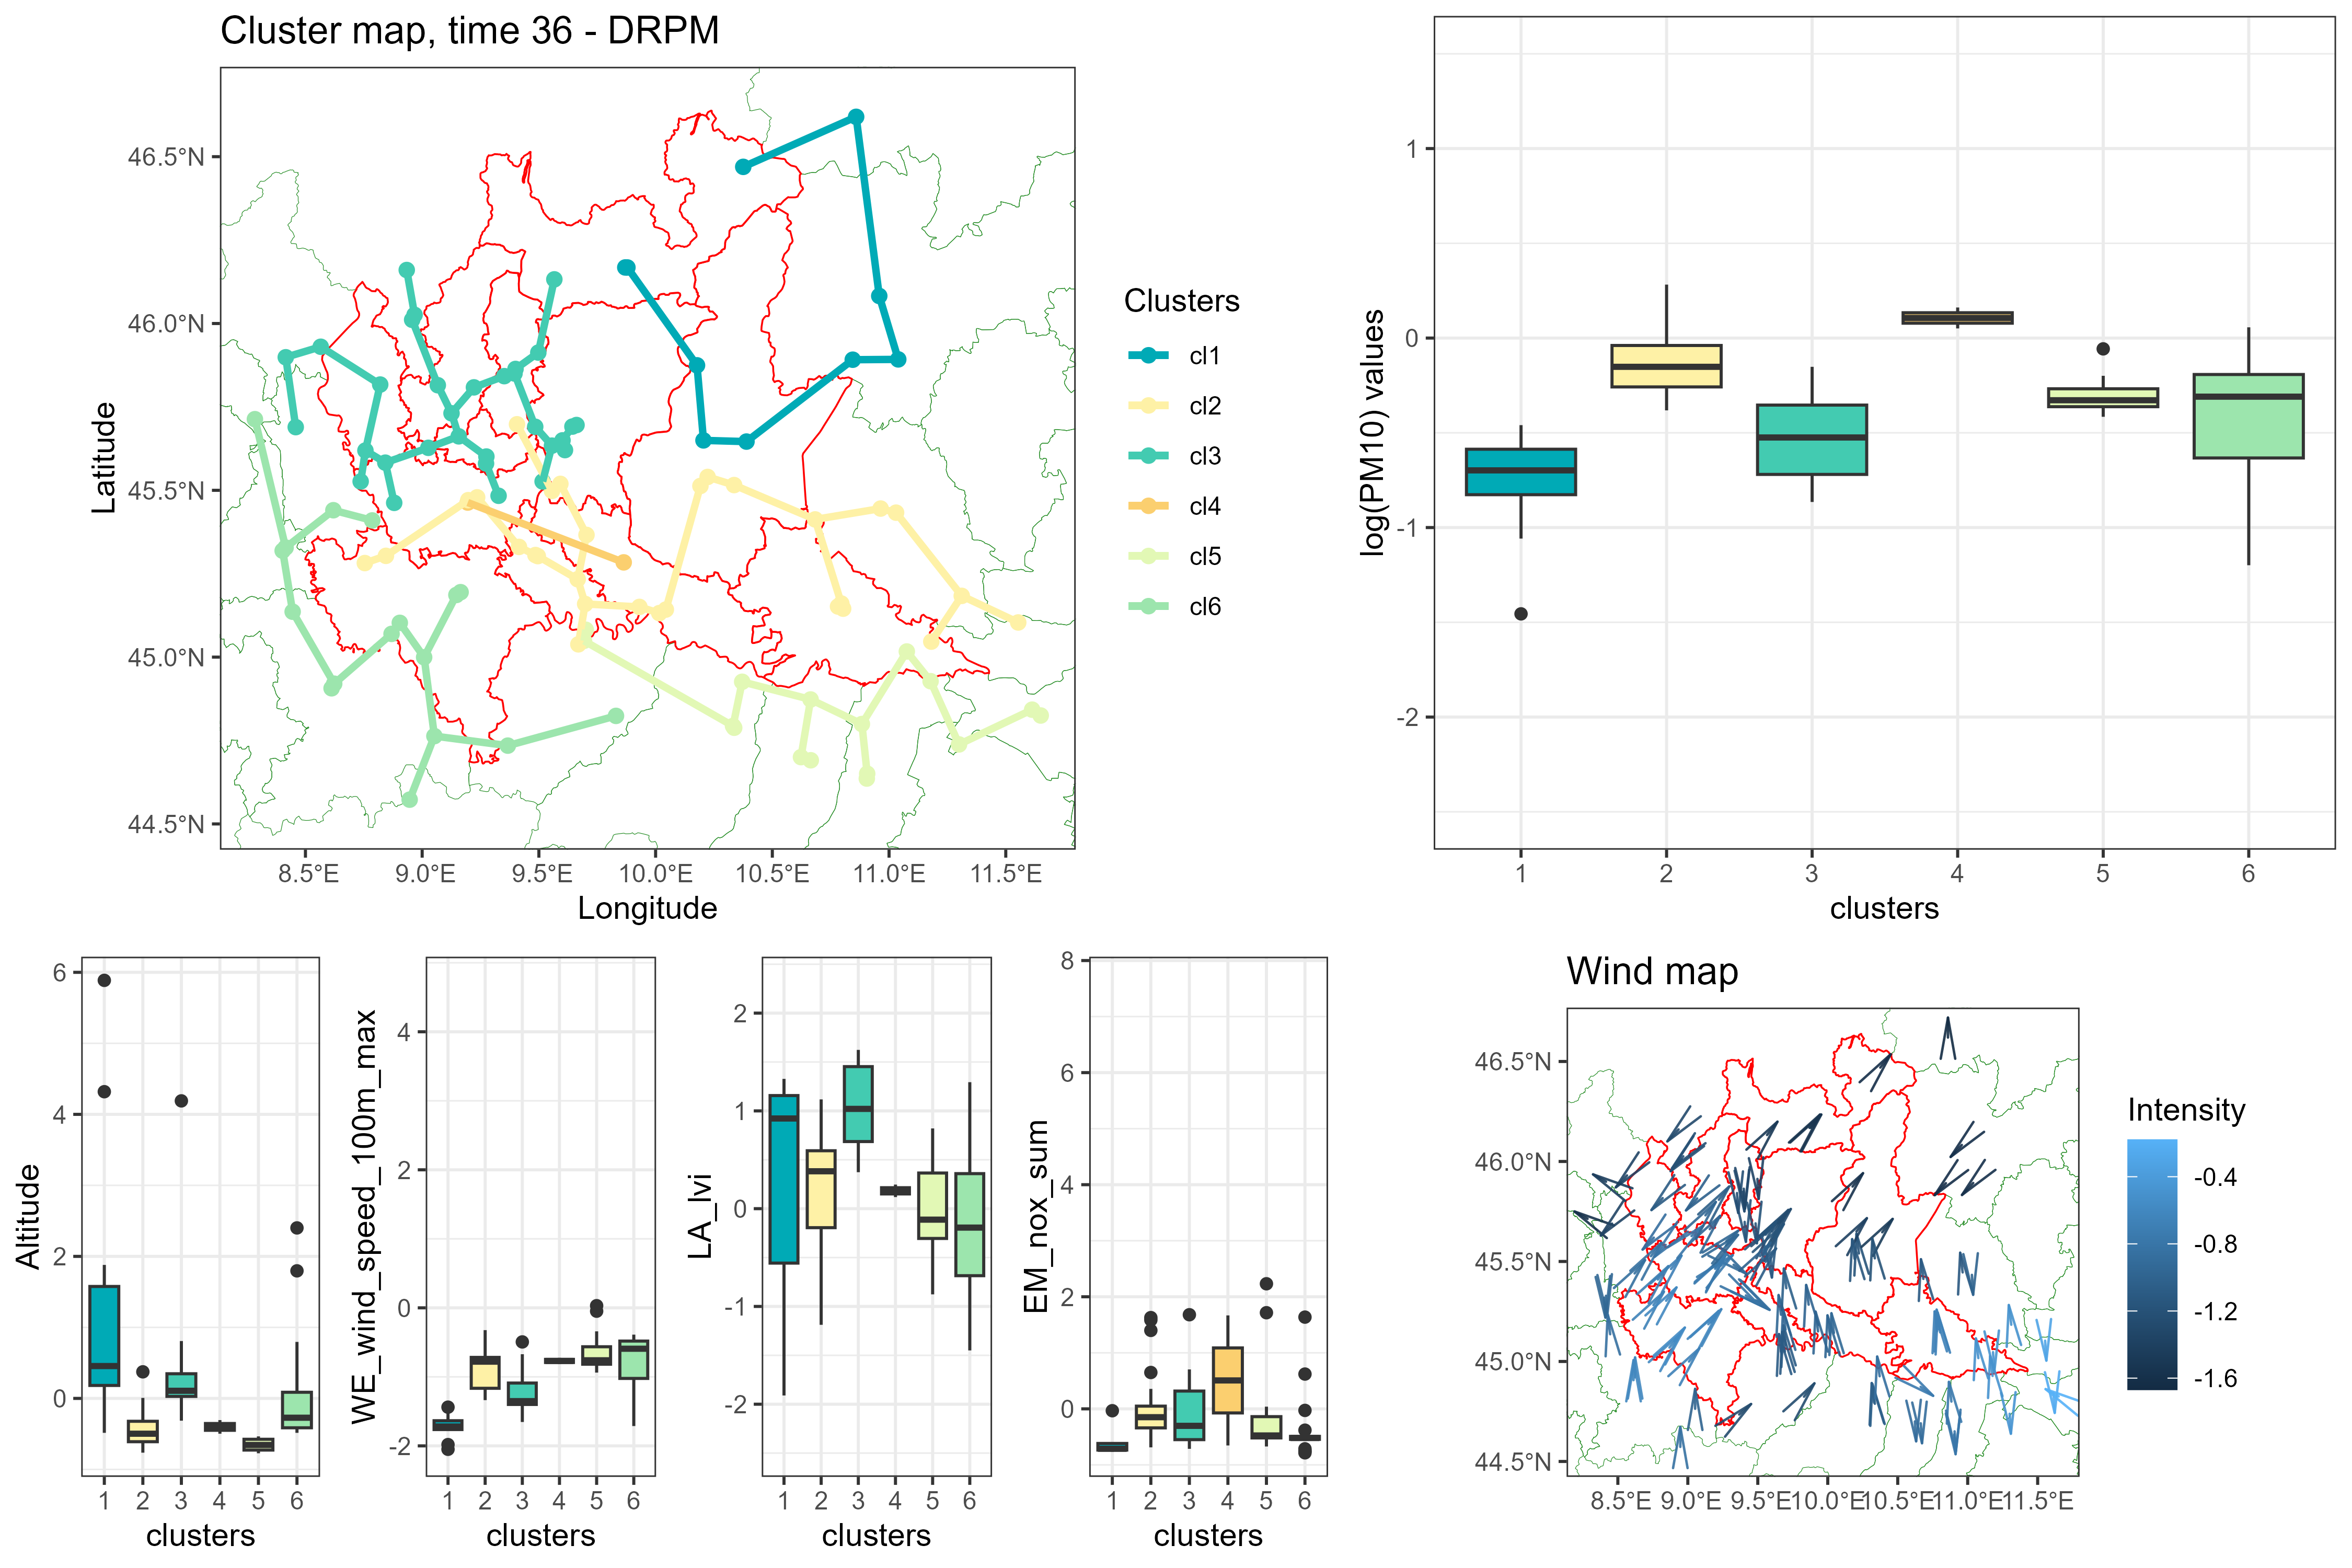 Cluster map, time 36 - DRPM
46.5°N
46.0°N
45.5°N
45.0°N
44.5°N
Latitude
8.5°E 9.0°E 9.5°E 10.0°E 10.5°E 11.0°E 11.5°E
Longitude
Clusters
cl1
cl2
cl3
cl4
cl5
cl6
log(PM10) values
1
0
-1
-2
1 2 3 4 5 6
clusters
Altitude
6
4
2
0
1 2 3 4 5 6
clusters
WE_wind_speed_100m_max
4
2
0
-2
1 2 3 4 5 6
clusters
LA_lvi
2
1
0
-1
-2
1 2 3 4 5 6
clusters
EM_nox_sum
8
6
4
2
0
1 2 3 4 5 6
clusters
Wind map
46.5°N
46.0°N
45.5°N
45.0°N
44.5°N
8.5°E 9.0°E 9.5°E 10.0°E 10.5°E 11.0°E 11.5°E
Intensity
-0.4
-0.8
-1.2
-1.6